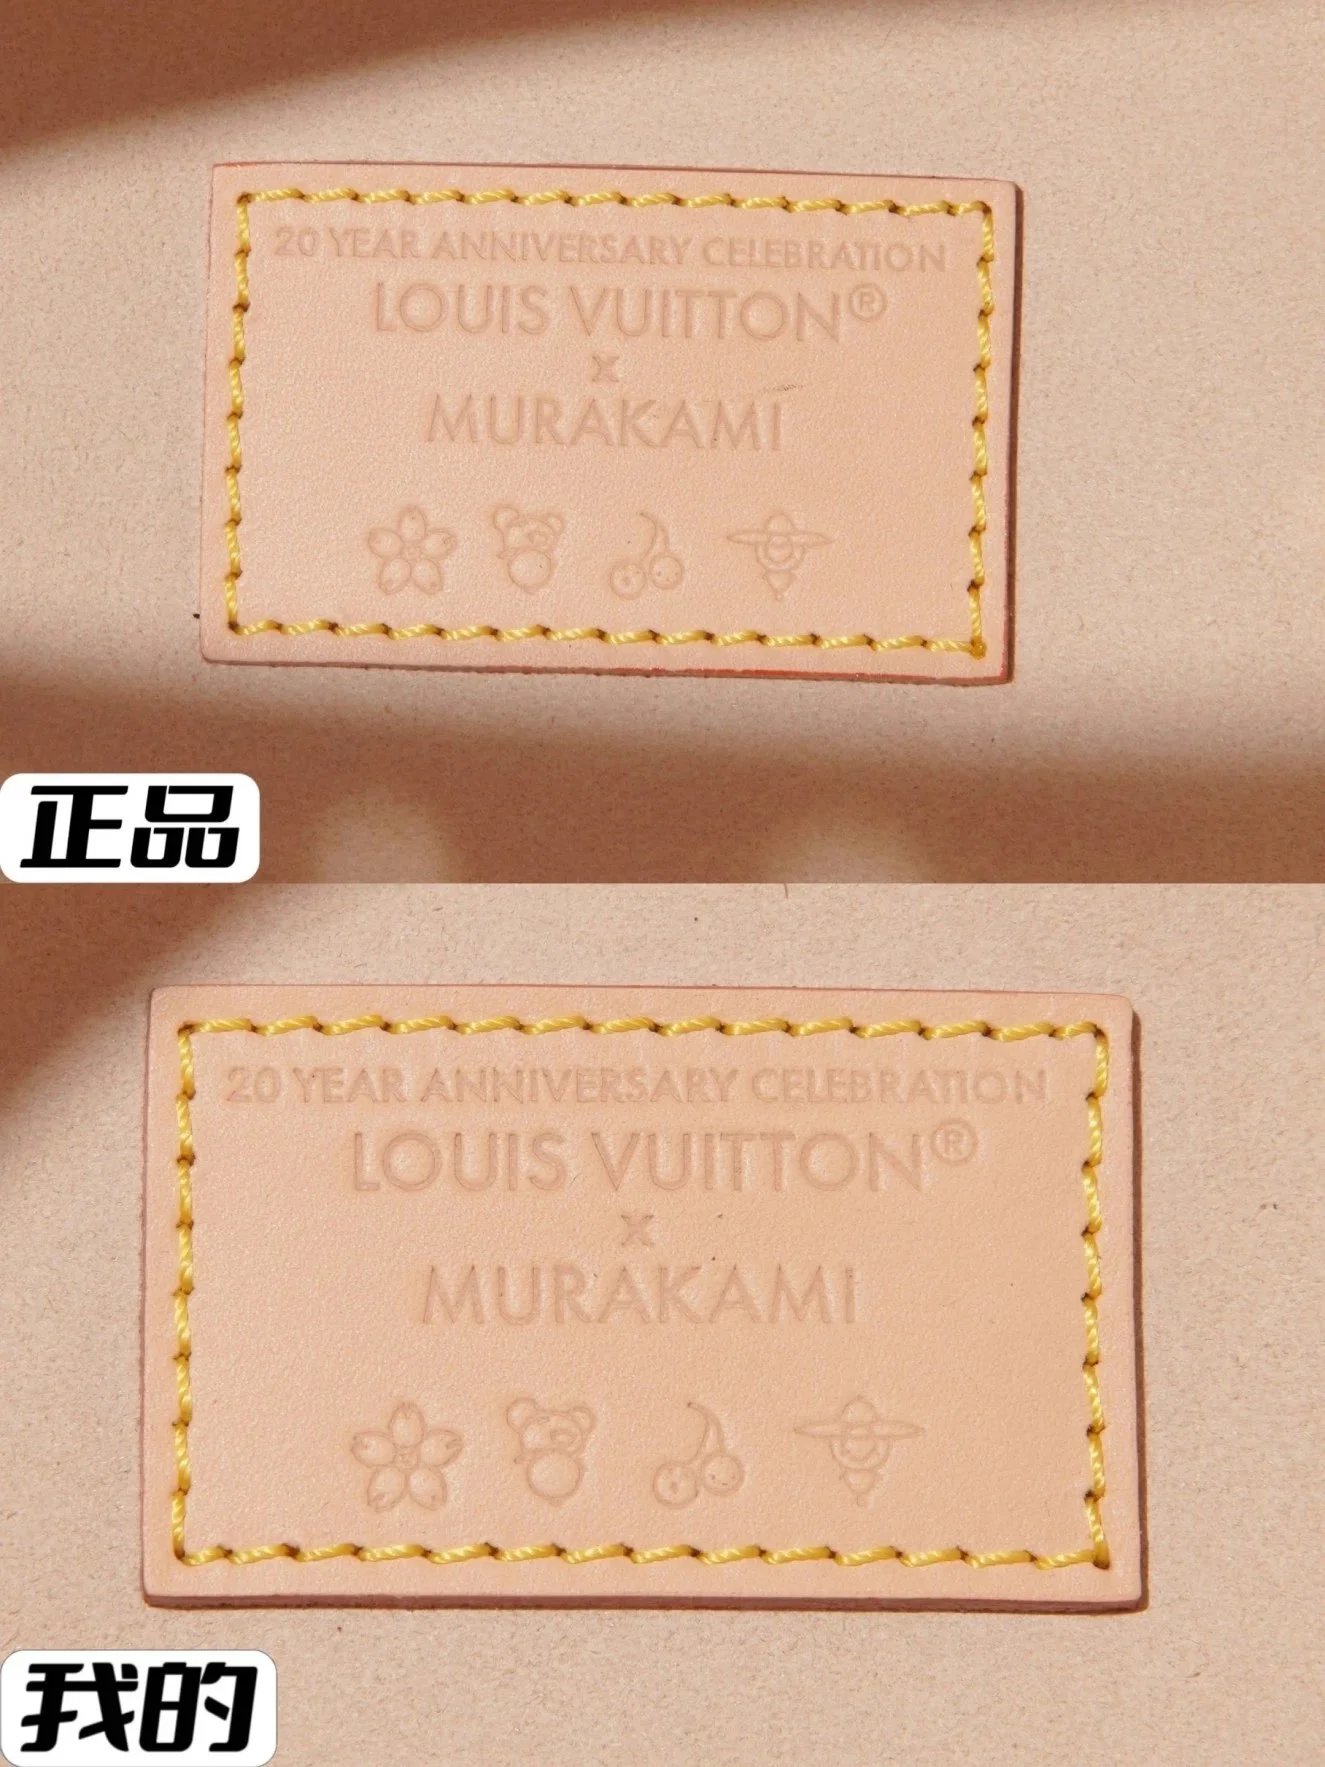 20 YEAR ANNIVERSARY CELEBRATION
LOUIS VUITTON®
x
MURAKAMI
正品
20 YEAR ANNIVERSARY CELEBRATION
LOUIS VUITTON®
x
MURAKAMI
我的